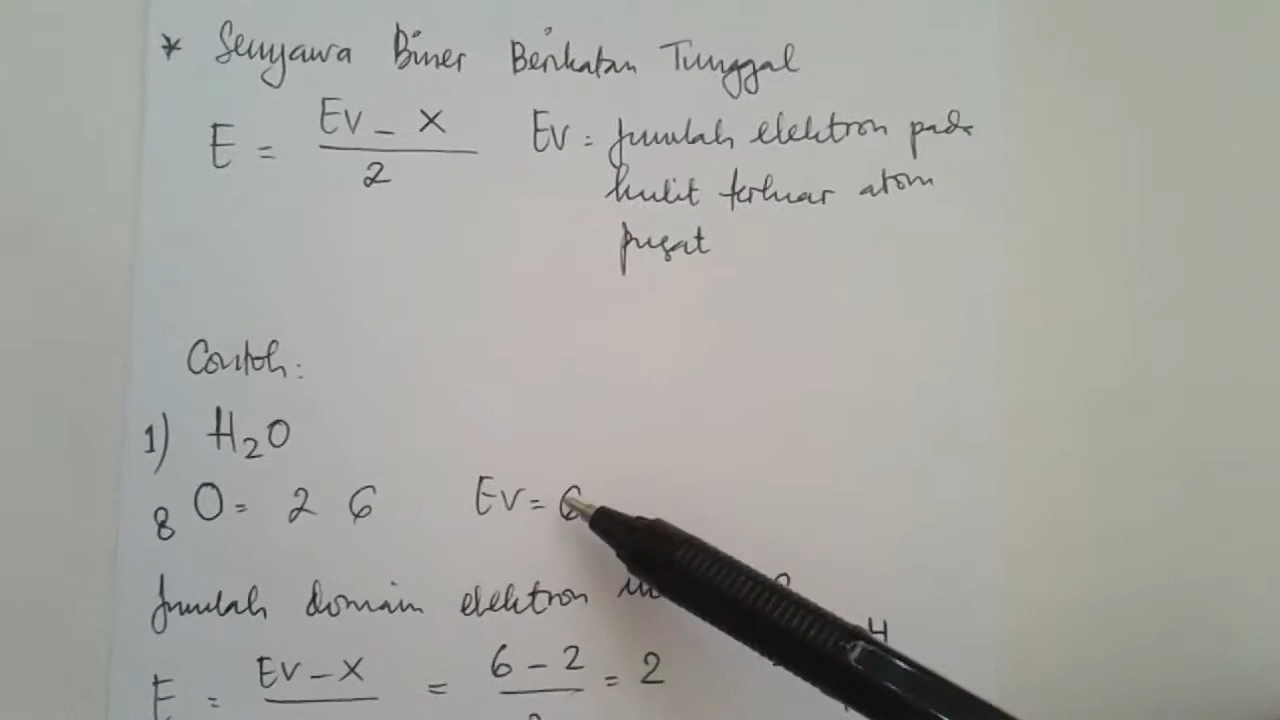 * Senyawa Biner Berikatan Tunggal
E = Ev - X / 2
Ev = Jumlah elektron pada
kulit terluar atom
pusat
Contoh:
1) H₂O
₈O = 2 6 Ev = 6
Jumlah domain elektron
4
E = Ev - X = 6 - 2 = 2